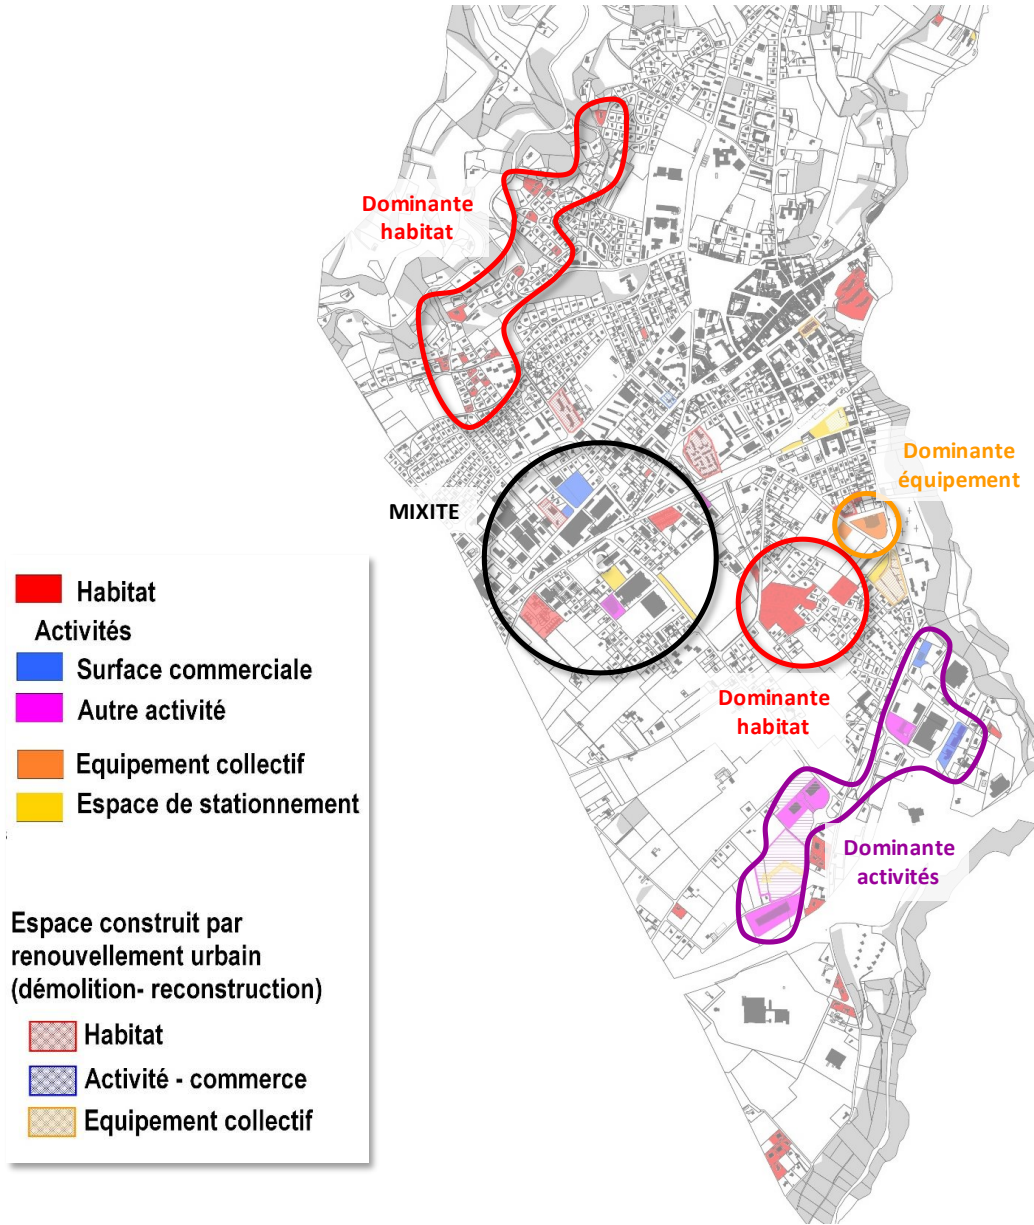 Dominante
habitat
Dominante
équipement
MIXITE
Habitat
Activités
Surface commerciale
Autre activité
Equipement collectif
Espace de stationnement
Espace construit par
renouvellement urbain
(démolition- reconstruction)
Habitat
Activité - commerce
Equipement collectif
Dominante
habitat
Dominante
activités